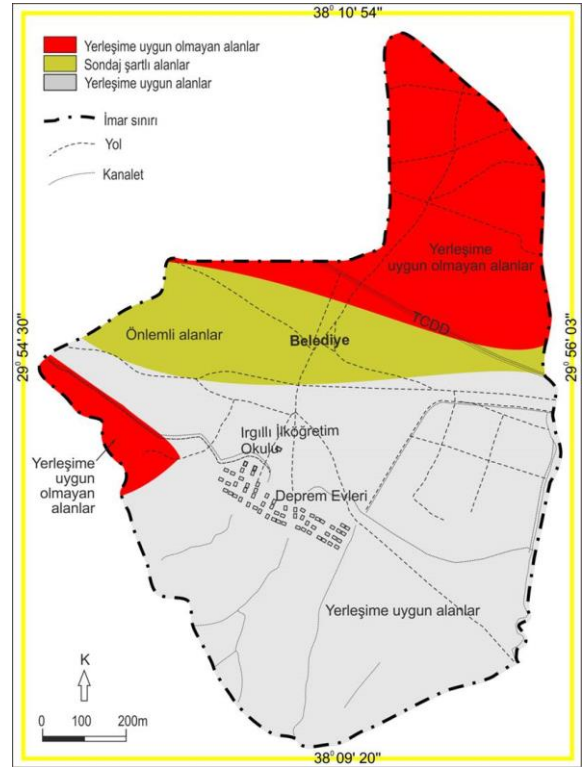 38° 10' 54"
Yerleşime uygun olmayan alanlar
Sondaj şartlı alanlar
Yerleşime uygun alanlar
İmar sınırı
Yol
Kanalet
Yerleşime
uygun olmayan alanlar
TCDD
29° 54' 30"
29° 56' 03"
Önlemli alanlar
Belediye
Irgıllı İlköğretim
Okulu
Yerleşime
uygun
olmayan
alanlar
Deprem Evleri
Yerleşime uygun alanlar
K
0 100 200m
38° 09' 20"